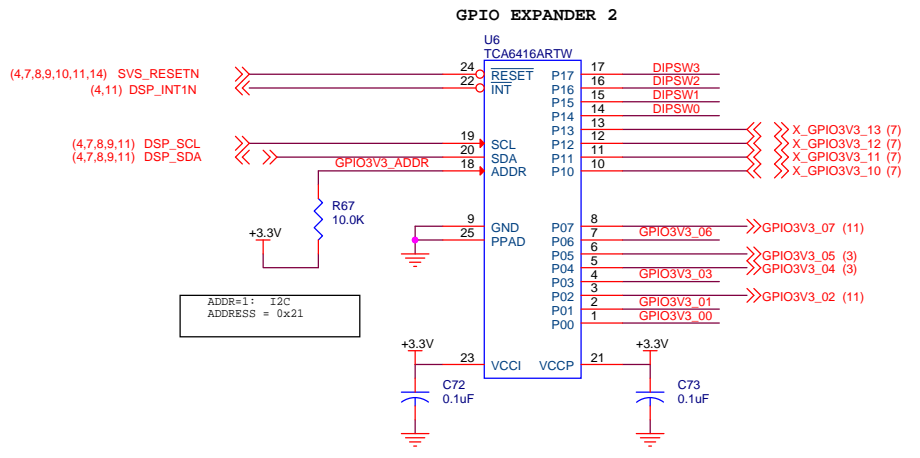 GPIO EXPANDER 2
U6
TCA6416ARTW
(4,7,8,9,10,11,14) SVS_RESETN 24 RESET P17 17 DIPSW3
(4,11) DSP_INT1N 22 INT P16 16 DIPSW2
P15 15 DIPSW1
P14 14 DIPSW0
P13 13 X_GPIO3V3_13 (7)
(4,7,8,9,11) DSP_SCL 19 SCL P12 12 X_GPIO3V3_12 (7)
(4,7,8,9,11) DSP_SDA 20 SDA P11 11 X_GPIO3V3_11 (7)
GPIO3V3_ADDR 18 ADDR P10 10 X_GPIO3V3_10 (7)
R67
10.0K
+3.3V
9 GND P07 8 GPIO3V3_07 (11)
25 PPAD P06 7 GPIO3V3_06
P05 6 GPIO3V3_05 (3)
P04 5 GPIO3V3_04 (3)
P03 4 GPIO3V3_03
P02 3 GPIO3V3_02 (11)
P01 2 GPIO3V3_01
P00 1 GPIO3V3_00
ADDR=1: I2C
ADDRESS = 0x21
+3.3V +3.3V
23 VCCI VCCP 21
C72
0.1uF
C73
0.1uF